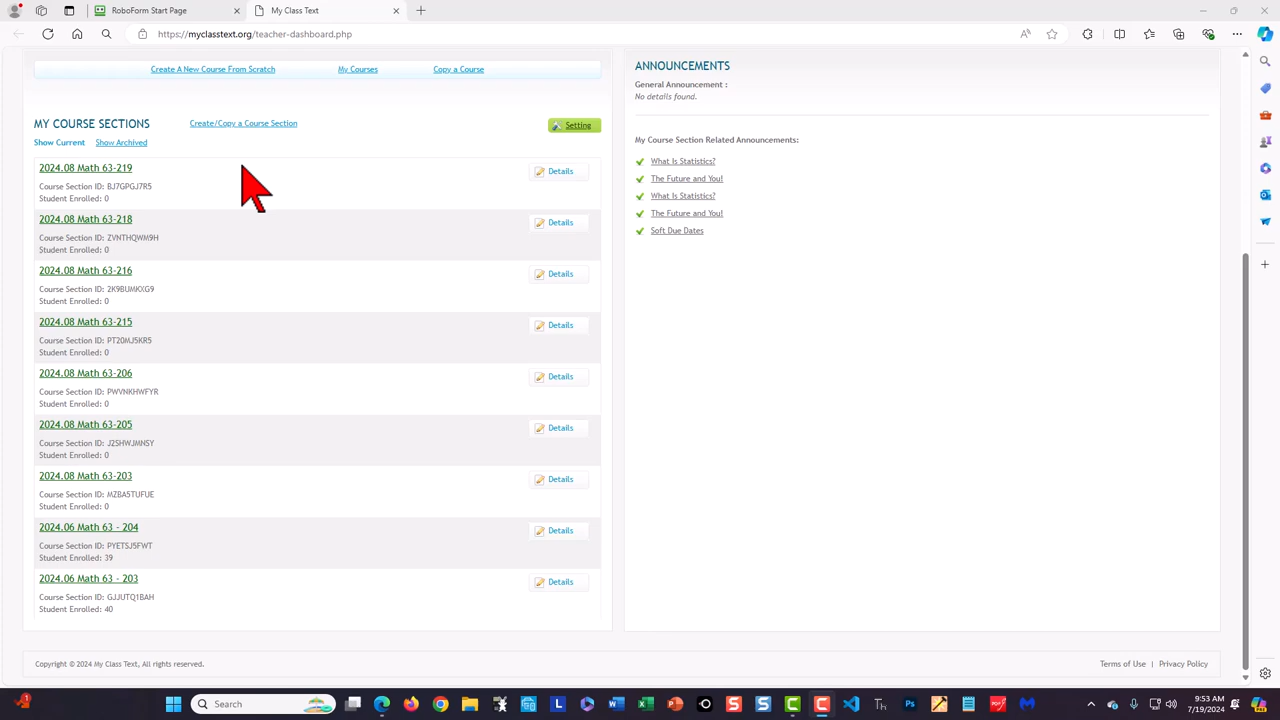 RoboForm Start Page
My Class Text
https://myclasstext.org/teacher-dashboard.php
Create A New Course From Scratch
My Courses
Copy a Course
MY COURSE SECTIONS
Create/Copy a Course Section
Setting
Show Current
Show Archived
2024.08 Math 63-219
Course Section ID: BJ7GPGJ7R5
Student Enrolled: 0
Details
2024.08 Math 63-218
Course Section ID: ZVNTHQWM9H
Student Enrolled: 0
Details
2024.08 Math 63-216
Course Section ID: 2K9BUMKXG9
Student Enrolled: 0
Details
2024.08 Math 63-215
Course Section ID: PT20MJ5KR5
Student Enrolled: 0
Details
2024.08 Math 63-206
Course Section ID: PWVNKHWFYR
Student Enrolled: 0
Details
2024.08 Math 63-205
Course Section ID: J2SHWJMNSY
Student Enrolled: 0
Details
2024.08 Math 63-203
Course Section ID: MZBA5TUFUE
Student Enrolled: 0
Details
2024.06 Math 63 - 204
Course Section ID: PYETSJ5FWT
Student Enrolled: 39
Details
2024.06 Math 63 - 203
Course Section ID: GJJUTQ1BAH
Student Enrolled: 40
Details
ANNOUNCEMENTS
General Announcement :
No details found.
My Course Section Related Announcements:
What Is Statistics?
The Future and You!
What Is Statistics?
The Future and You!
Soft Due Dates
Copyright © 2024 My Class Text, All rights reserved.
Terms of Use | Privacy Policy
Search
9:53 AM
7/19/2024